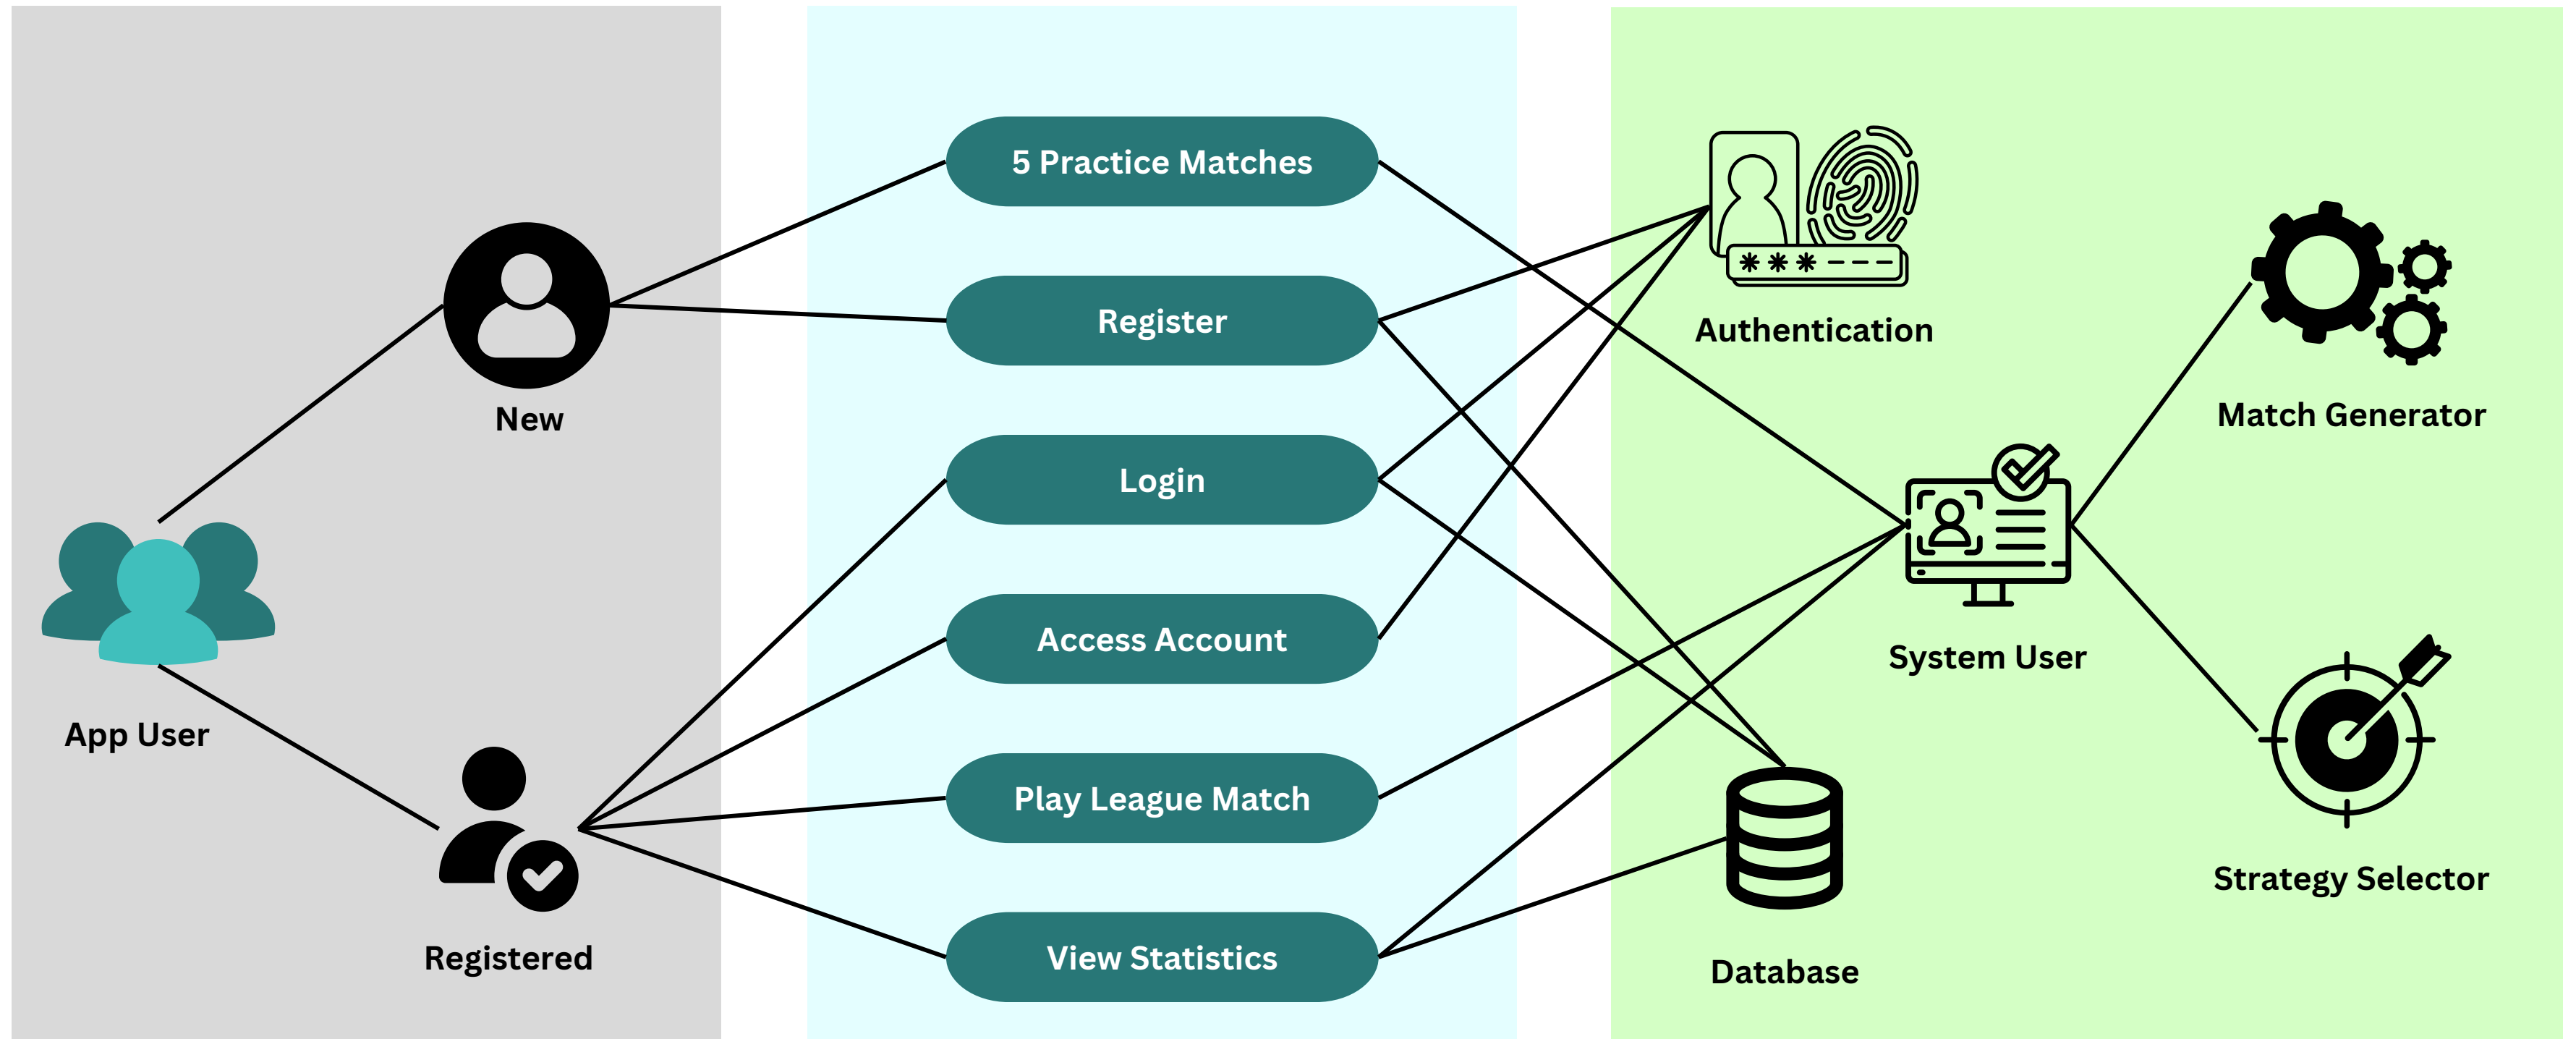 App User
New
Registered
5 Practice Matches
Register
Login
Access Account
Play League Match
View Statistics
*** ---
Authentication
System User
Database
Match Generator
Strategy Selector